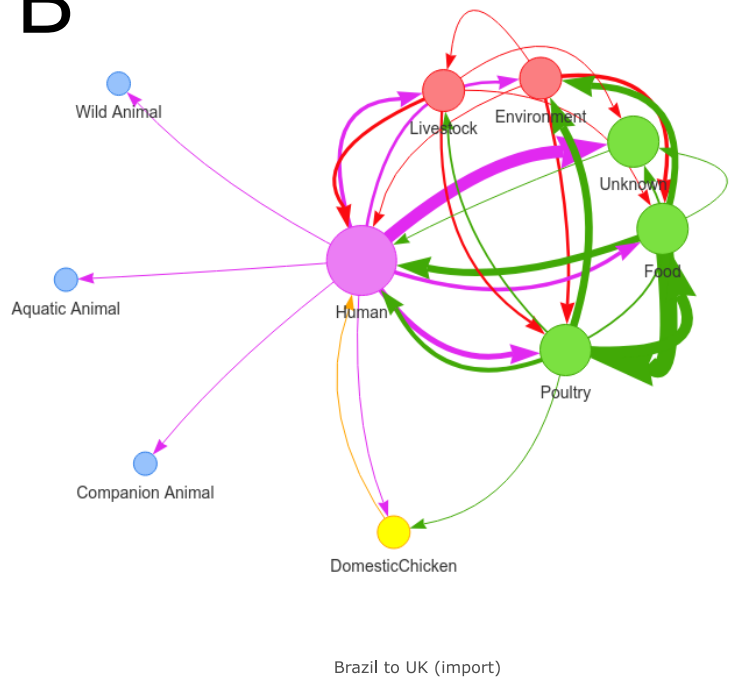 B
Wild Animal
Livestock
Environment
Unknown
Food
Aquatic Animal
Human
Poultry
Companion Animal
DomesticChicken
Brazil to UK (import)